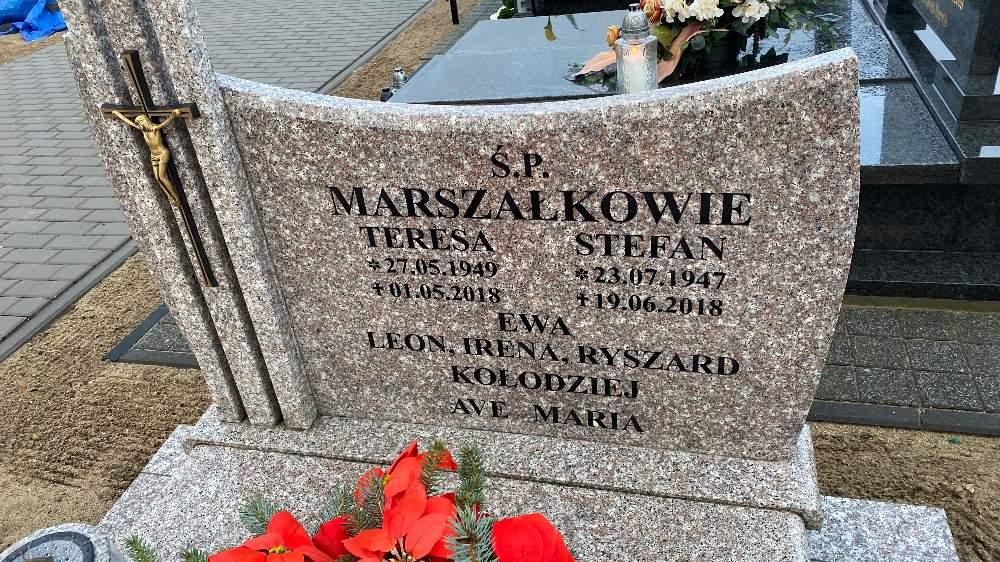 Ś.P.
MARSZAŁKOWIE
TERESA STEFAN
*27.05.1949 *23.07.1947
✝01.05.2018 ✝19.06.2018
EWA
LEON, IRENA, RYSZARD
KOŁODZIEJ
AVE MARIA